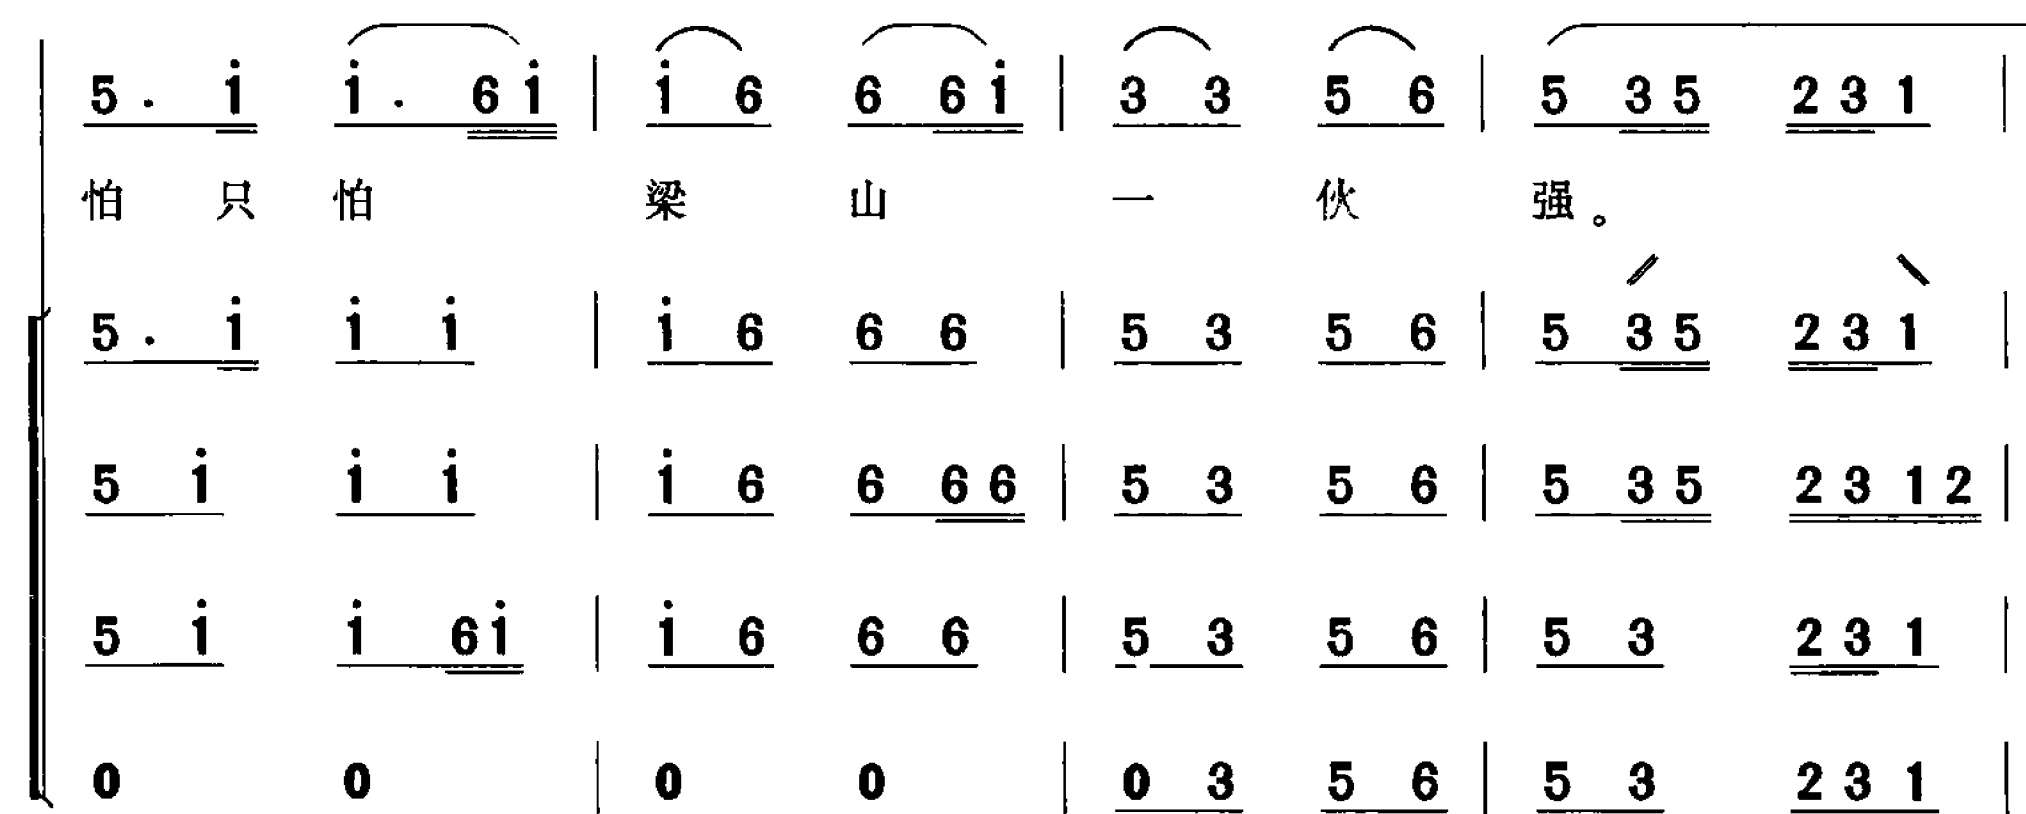 5 . i i . 6 i | i 6 6 6 i | 3 3 5 6 | 5 3 5 2 3 1 |
怕 只 怕 梁 山 一 伙 强 。
5 . i i i | i 6 6 6 | 5 3 5 6 | 5 3 5 2 3 1 |
5 i i i | i 6 6 6 6 | 5 3 5 6 | 5 3 5 2 3 1 2 |
5 i i 6 i | i 6 6 6 | 5 3 5 6 | 5 3 2 3 1 |
0 0 | 0 0 | 0 3 5 6 | 5 3 2 3 1 |